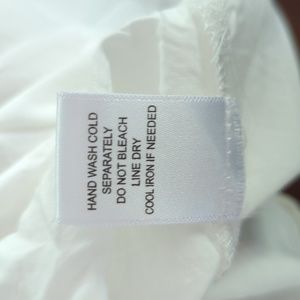 HAND WASH COLD
SEPARATELY
DO NOT BLEACH
LINE DRY
COOL IRON IF NEEDED